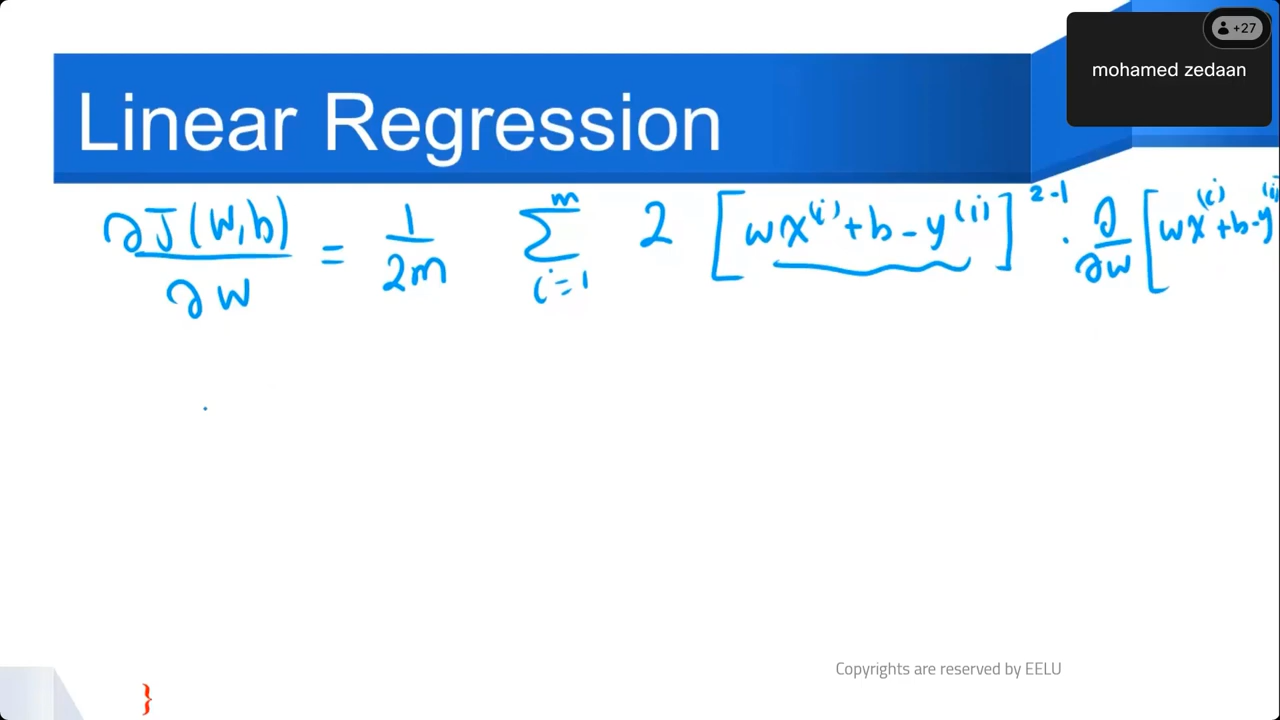 +27
mohamed zedaan
Linear Regression
∂J(W,b)/∂W = 1/2m Σ_{i=1}^{m} 2 [wx^(i)+b-y^(i)]^{2-1} . ∂/∂w [wx^(i)+b-y^(i)
Copyrights are reserved by EELU
}